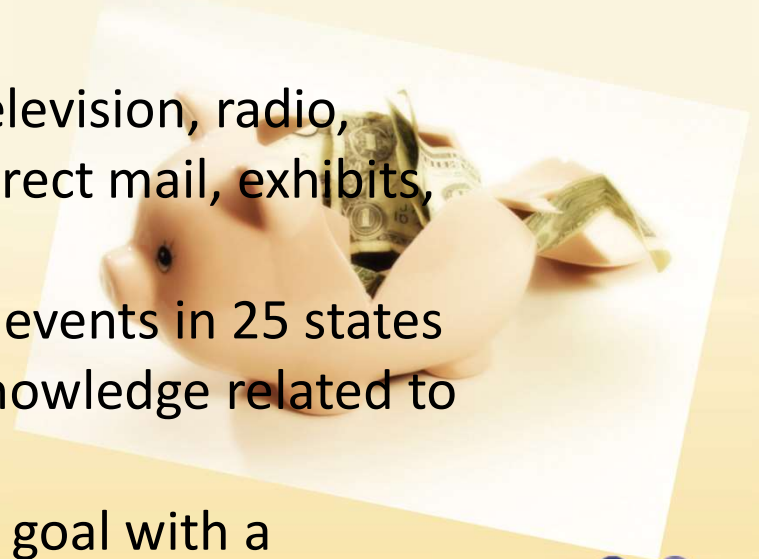 elevision, radio,
rect mail, exhibits,
events in 25 states
nowledge related to
goal with a